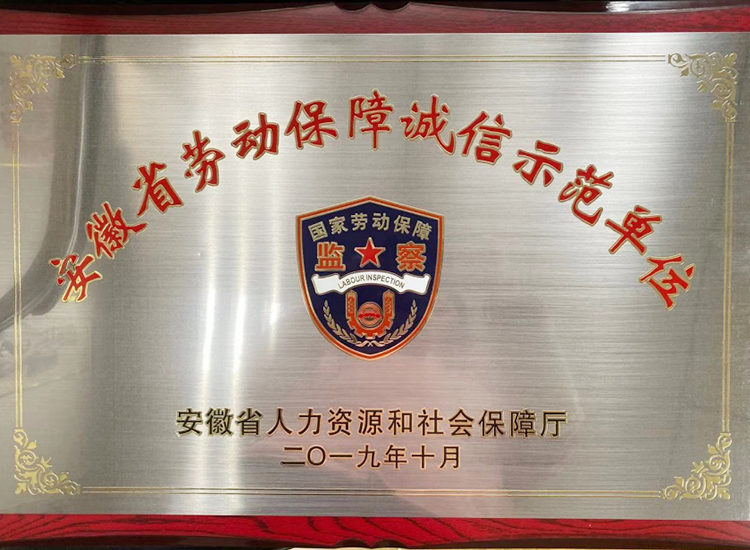 安徽省劳动保障诚信示范单位
国家劳动保障
监察
LABOUR INSPECTION
安徽省人力资源和社会保障厅
二〇一九年十月